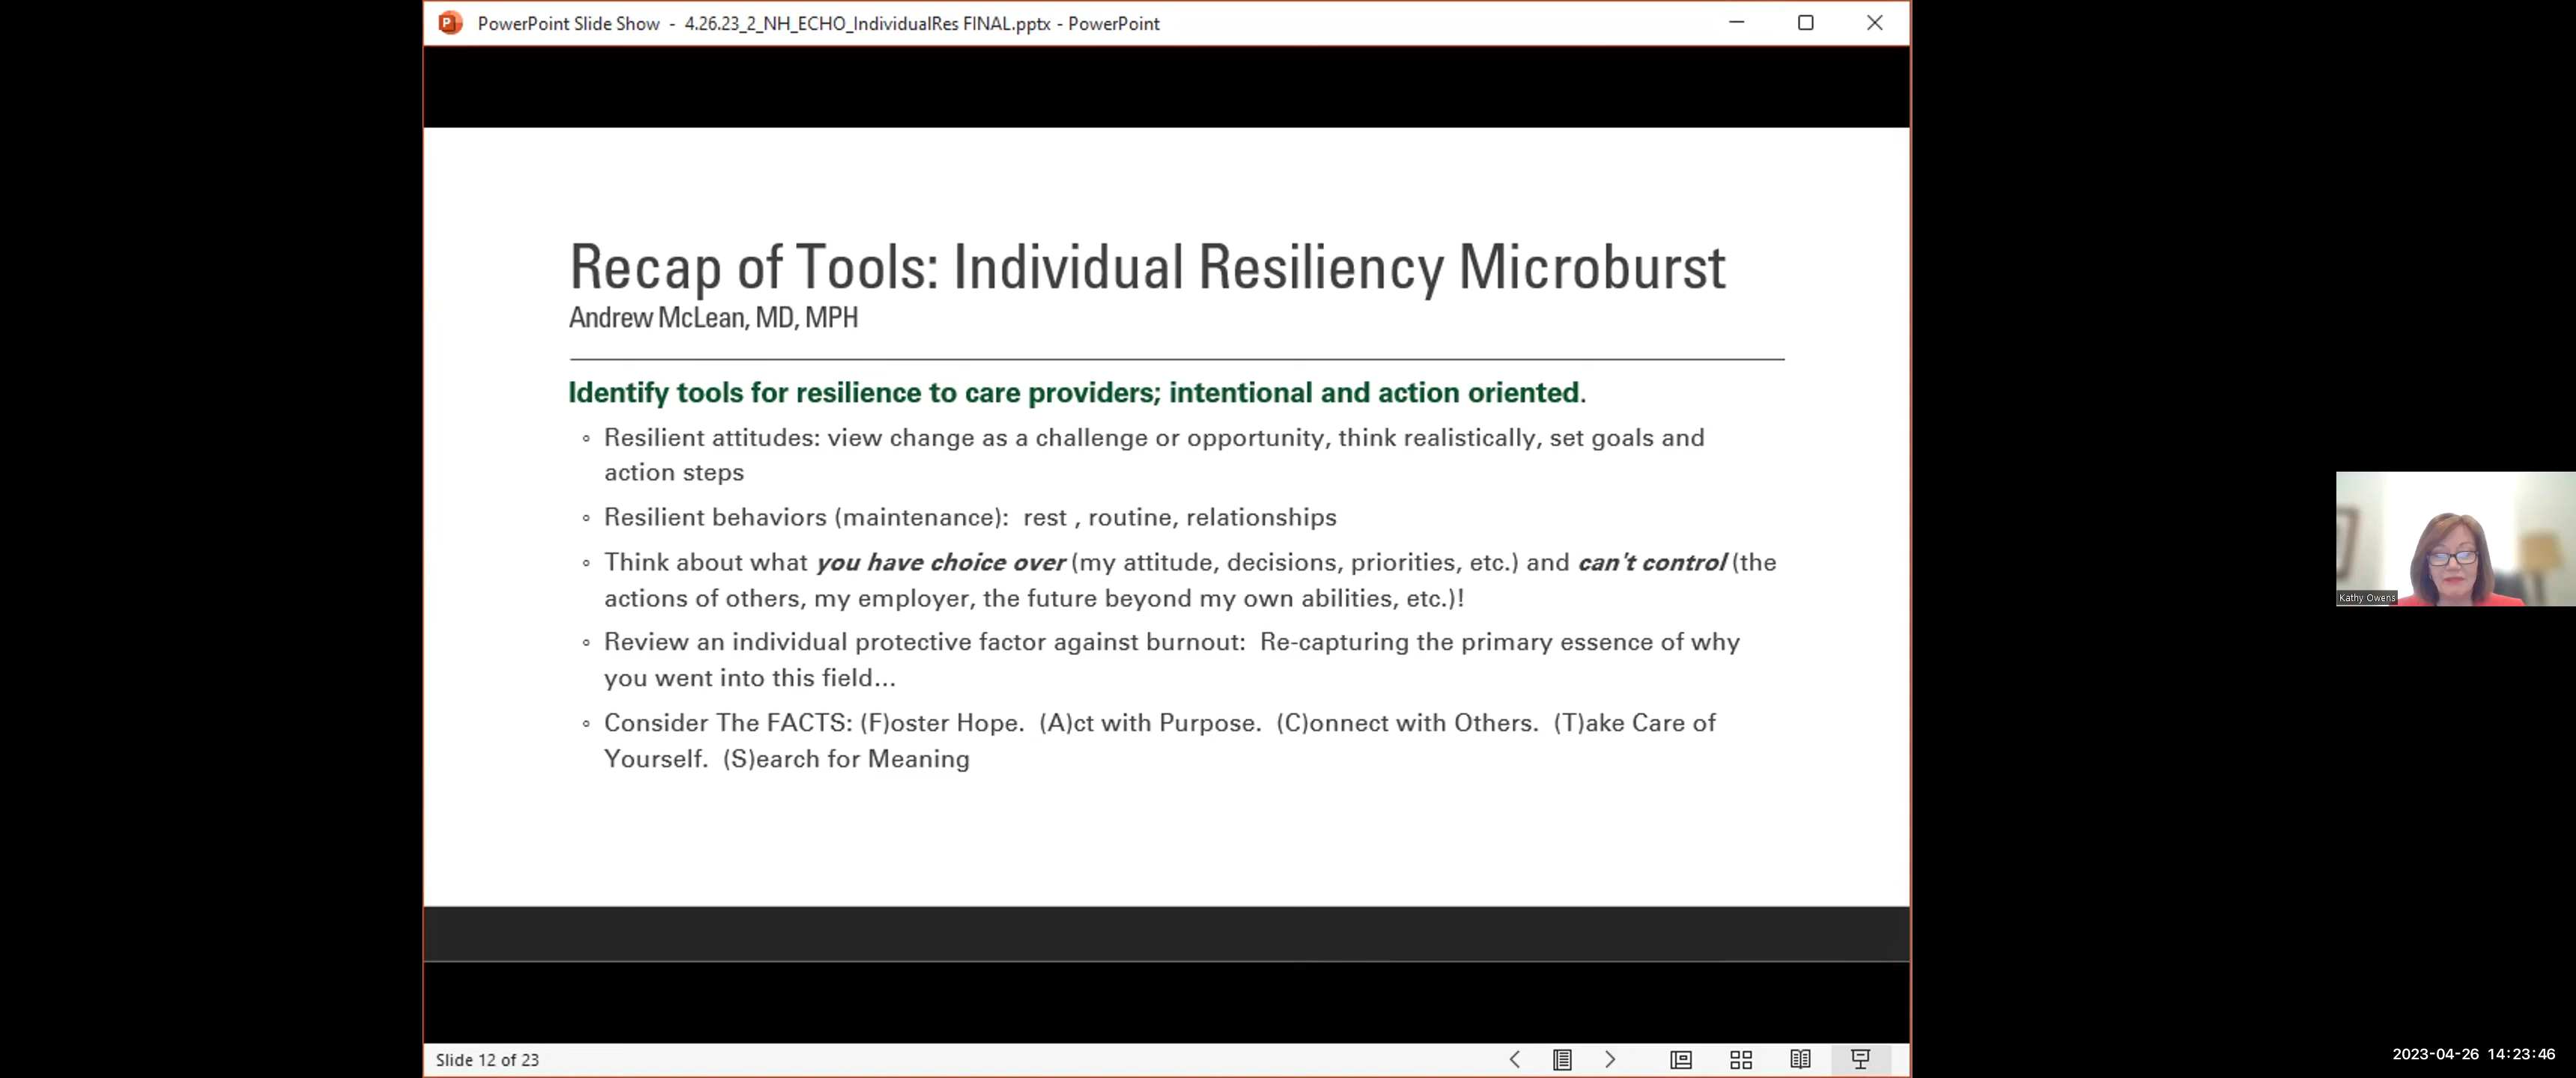 PowerPoint Slide Show - 4.26.23_2_NH_ECHO_IndividualRes FINAL.pptx - PowerPoint
Recap of Tools: Individual Resiliency Microburst
Andrew McLean, MD, MPH
Identify tools for resilience to care providers; intentional and action oriented.
◦ Resilient attitudes: view change as a challenge or opportunity, think realistically, set goals and
action steps
◦ Resilient behaviors (maintenance): rest , routine, relationships
◦ Think about what you have choice over (my attitude, decisions, priorities, etc.) and can't control (the
actions of others, my employer, the future beyond my own abilities, etc.)!
◦ Review an individual protective factor against burnout: Re-capturing the primary essence of why
you went into this field...
◦ Consider The FACTS: (F)oster Hope. (A)ct with Purpose. (C)onnect with Others. (T)ake Care of
Yourself. (S)earch for Meaning
Kathy Owens
Slide 12 of 23
2023-04-26 14:23:46